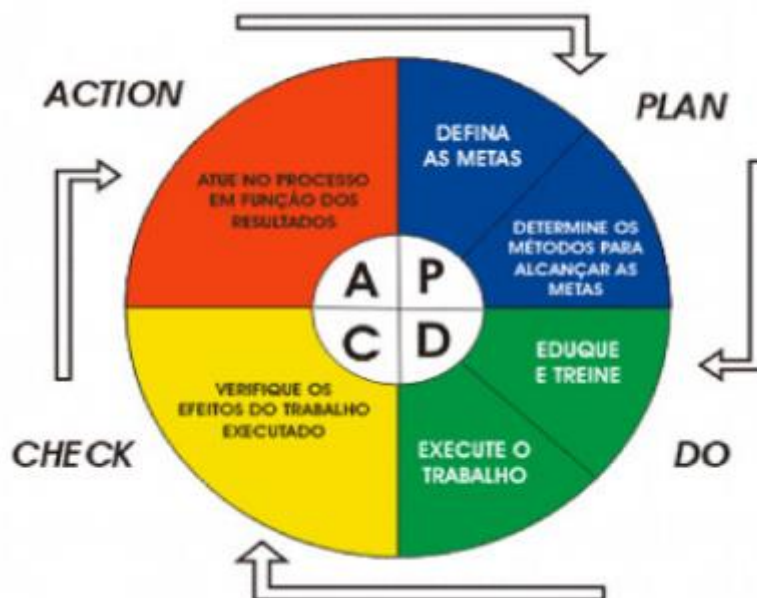 ACTION
PLAN
DEFINA
AS METAS
DETERMINE OS
MÉTODOS PARA
ALCANÇAR AS
METAS
ATUE NO PROCESSO
EM FUNÇÃO DOS
RESULTADOS
A P
C D
EDUQUE
E TREINE
EXECUTE O
TRABALHO
VERIFIQUE OS
EFEITOS DO TRABALHO
EXECUTADO
CHECK
DO